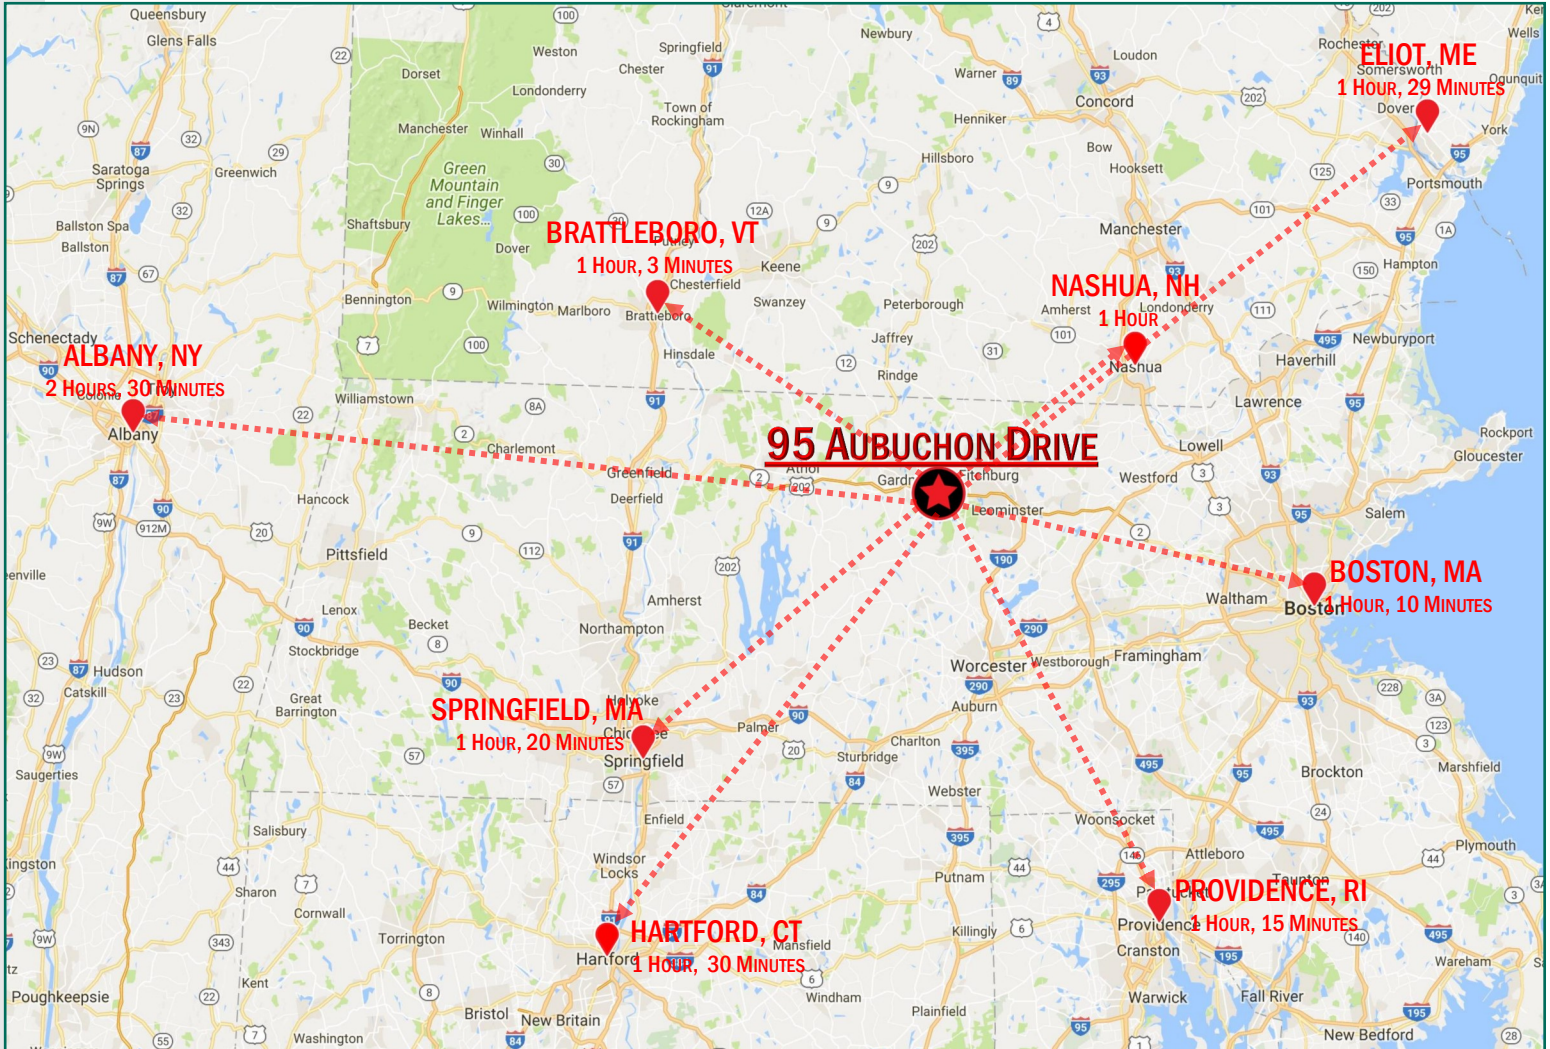 Queensbury
Glens Falls
Weston
Springfield
Newbury
Loudon
Rochester
Wells
ELIOT, ME
Somersworth
Ogunquit
1 HOUR, 29 MINUTES
Dorset
Chester
Warner
Londonderry
Concord
Dover
Town of
Rockingham
Henniker
York
Manchester
Winhall
Bow
Hooksett
Saratoga
Springs
Greenwich
Green
Mountain
and Finger
Lakes...
Hillsboro
Portsmouth
Ballston Spa
Ballston
Shaftsbury
Dover
BRATTLEBORO, VT
1 HOUR, 3 MINUTES
Putney
Keene
Manchester
Hampton
Chesterfield
NASHUA, NH
1 HOUR
Bennington
Wilmington
Marlboro
Brattleboro
Swanzey
Peterborough
Amherst
Londonderry
Schenectady
Hinsdale
Jaffrey
Rindge
Nashua
Haverhill
Newburyport
ALBANY, NY
2 HOURS, 30 MINUTES
Colonie
Troy
Albany
Williamstown
Lawrence
95 AUBUCHON DRIVE
Charlemont
Greenfield
Athol
Fitchburg
Lowell
Rockport
Gloucester
Hancock
Deerfield
Leominster
Westford
Salem
Pittsfield
BOSTON, MA
1 HOUR, 10 MINUTES
Lenox
Becket
Amherst
Northampton
Waltham
Boston
Stockbridge
Hudson
Catskill
Great
Barrington
Worcester
Westborough
Framingham
Holyoke
SPRINGFIELD, MA
1 HOUR, 20 MINUTES
Springfield
Palmer
Auburn
Charlton
Sturbridge
Saugerties
Brockton
Marshfield
Webster
Salisbury
Enfield
Woonsocket
Windsor
Locks
Attleboro
Plymouth
Sharon
Cornwall
Putnam
Taunton
PROVIDENCE, RI
1 HOUR, 15 MINUTES
Providence
Torrington
HARTFORD, CT
1 HOUR, 30 MINUTES
Hartford
Mansfield
Killingly
Cranston
Wareham
Poughkeepsie
Kent
Windham
Warwick
Fall River
Bristol
New Britain
Plainfield
Washington
New Bedford